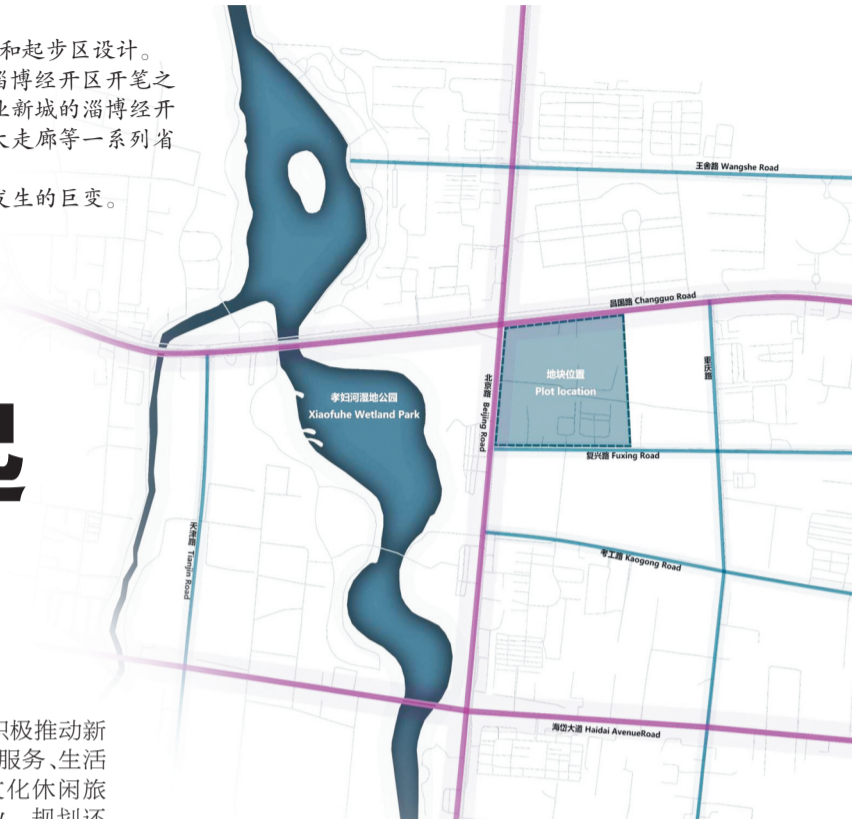 和起步区设计。
淄博经开区开笔之
业新城的淄博经开
大走廊等一系列省
发生的巨变。
王舍路 Wangshe Road
昌国路 Changguo Road
地块位置
Plot location
重庆路
北京路 Beijing Road
孝妇河湿地公园
Xiaofuhe Wetland Park
复兴路 Fuxing Road
天津路 Tianjin Road
考工路 Kaogong Road
海岱大道 Haidai AvenueRoad
积极推动新
服务、生活
文化休闲旅
规划还